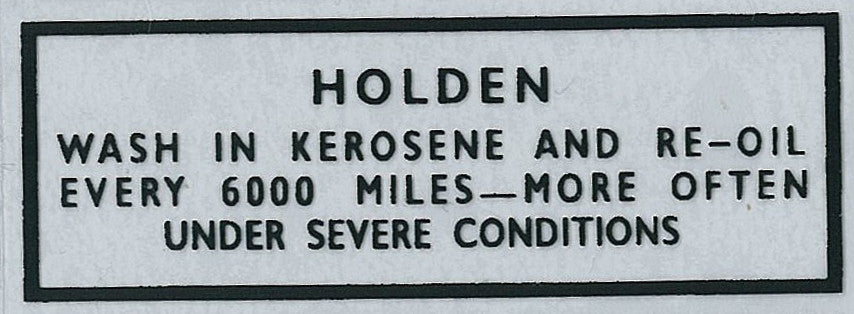 HOLDEN
WASH IN KEROSENE AND RE-OIL
EVERY 6000 MILES—MORE OFTEN
UNDER SEVERE CONDITIONS